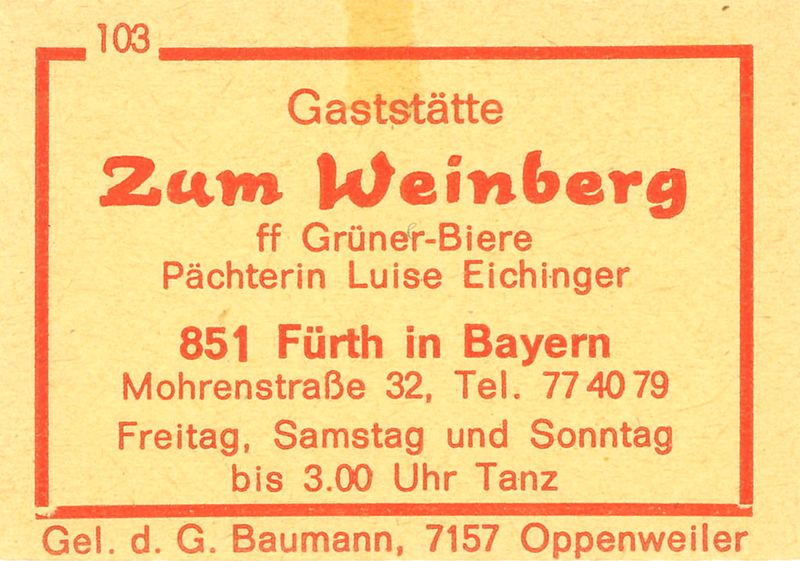 103
Gaststätte
Zum Weinberg
ff Grüner-Biere
Pächterin Luise Eichinger
851 Fürth in Bayern
Mohrenstraße 32, Tel. 77 40 79
Freitag, Samstag und Sonntag
bis 3.00 Uhr Tanz
Gel. d. G. Baumann, 7157 Oppenweiler